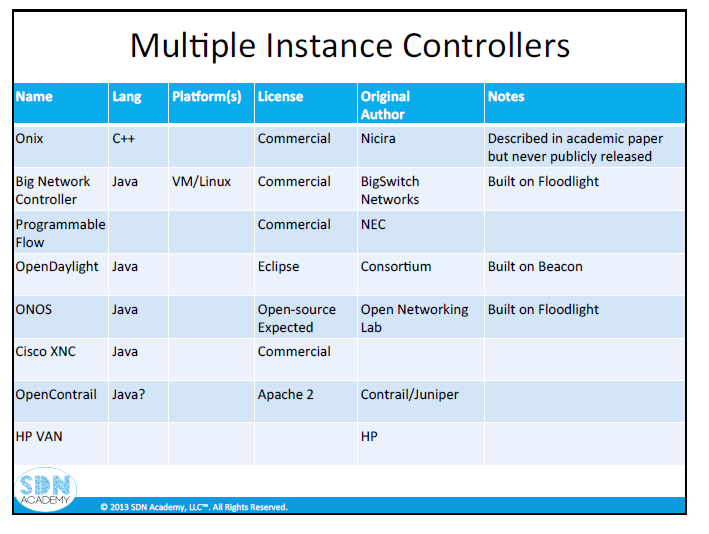 Multiple Instance Controllers
Name Lang Platform(s) License Original Notes
Author
Onix C++ Commercial Nicira Described in academic paper
but never publicly released
Big Network Java VM/Linux Commercial BigSwitch Built on Floodlight
Controller Networks
Programmable Commercial NEC
Flow
OpenDaylight Java Eclipse Consortium Built on Beacon
ONOS Java Open-source Open Networking Built on Floodlight
Expected Lab
Cisco XNC Java Commercial
OpenContrail Java? Apache 2 Contrail/Juniper
HP VAN HP
SDN
ACADEMY
© 2013 SDN Academy, LLC℠. All Rights Reserved.